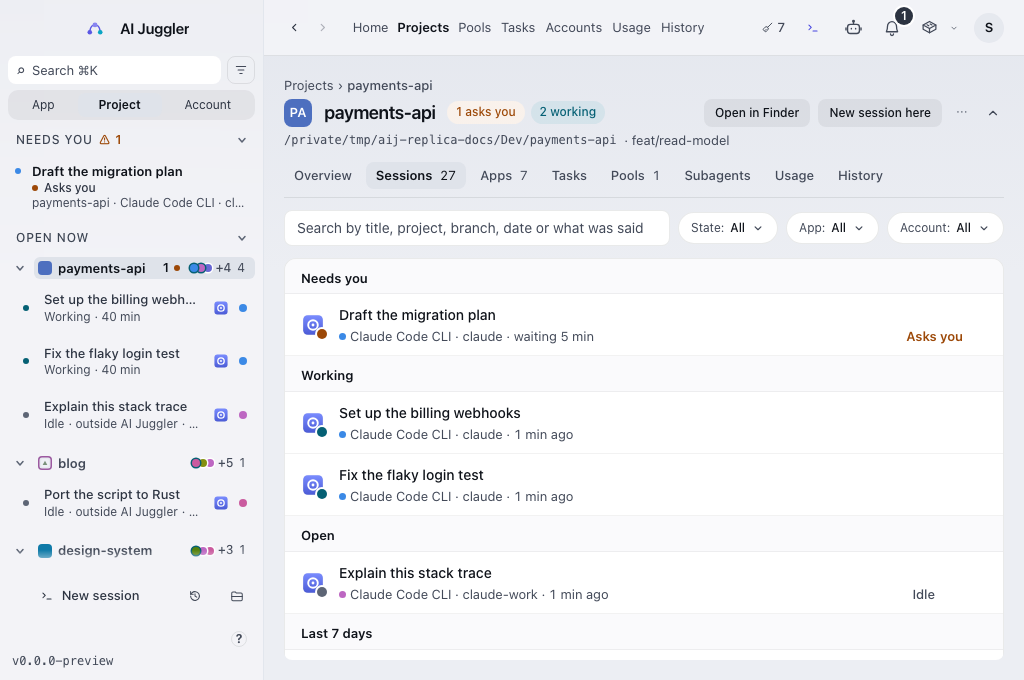 AI Juggler
Search ⌘K
App Project Account
NEEDS YOU 1
Draft the migration plan
Asks you
payments-api · Claude Code CLI · cl...
OPEN NOW
payments-api 1 +4 4
Set up the billing webh...
Working · 40 min
Fix the flaky login test
Working · 40 min
Explain this stack trace
Idle · outside AI Juggler · ...
blog +5 1
Port the script to Rust
Idle · outside AI Juggler · ...
design-system +3 1
New session
?
v0.0.0-preview
Home Projects Pools Tasks Accounts Usage History 7 1 S
Projects › payments-api
PA payments-api 1 asks you 2 working Open in Finder New session here ...
/private/tmp/aij-replica-docs/Dev/payments-api · feat/read-model
Overview Sessions 27 Apps 7 Tasks Pools 1 Subagents Usage History
Search by title, project, branch, date or what was said State: All App: All Account: All
Needs you
Draft the migration plan
Claude Code CLI · claude · waiting 5 min Asks you
Working
Set up the billing webhooks
Claude Code CLI · claude · 1 min ago
Fix the flaky login test
Claude Code CLI · claude · 1 min ago
Open
Explain this stack trace
Claude Code CLI · claude-work · 1 min ago Idle
Last 7 days